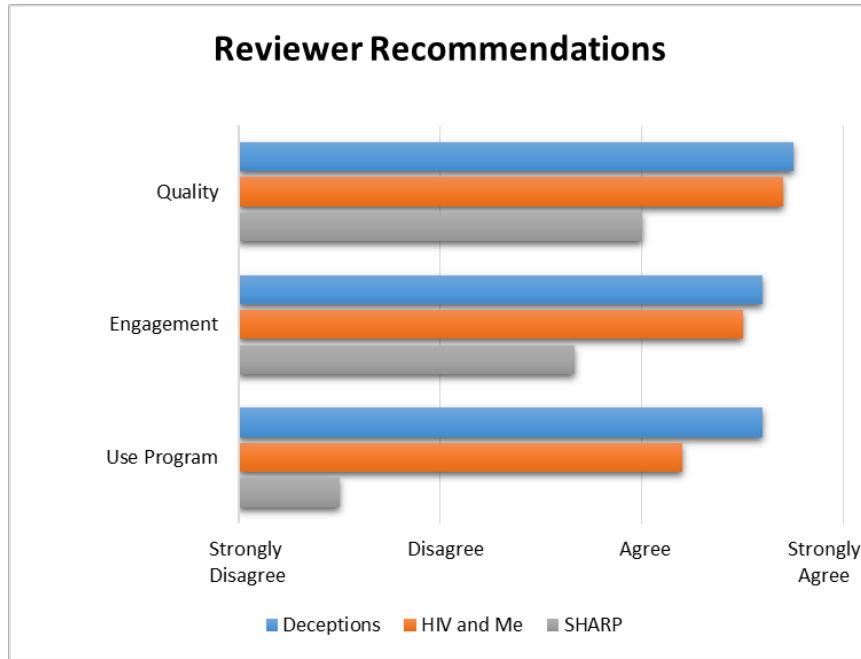 Reviewer Recommendations
Quality
Engagement
Use Program
Strongly Disagree Agree Strongly
Disagree Agree
Deceptions HIV and Me SHARP